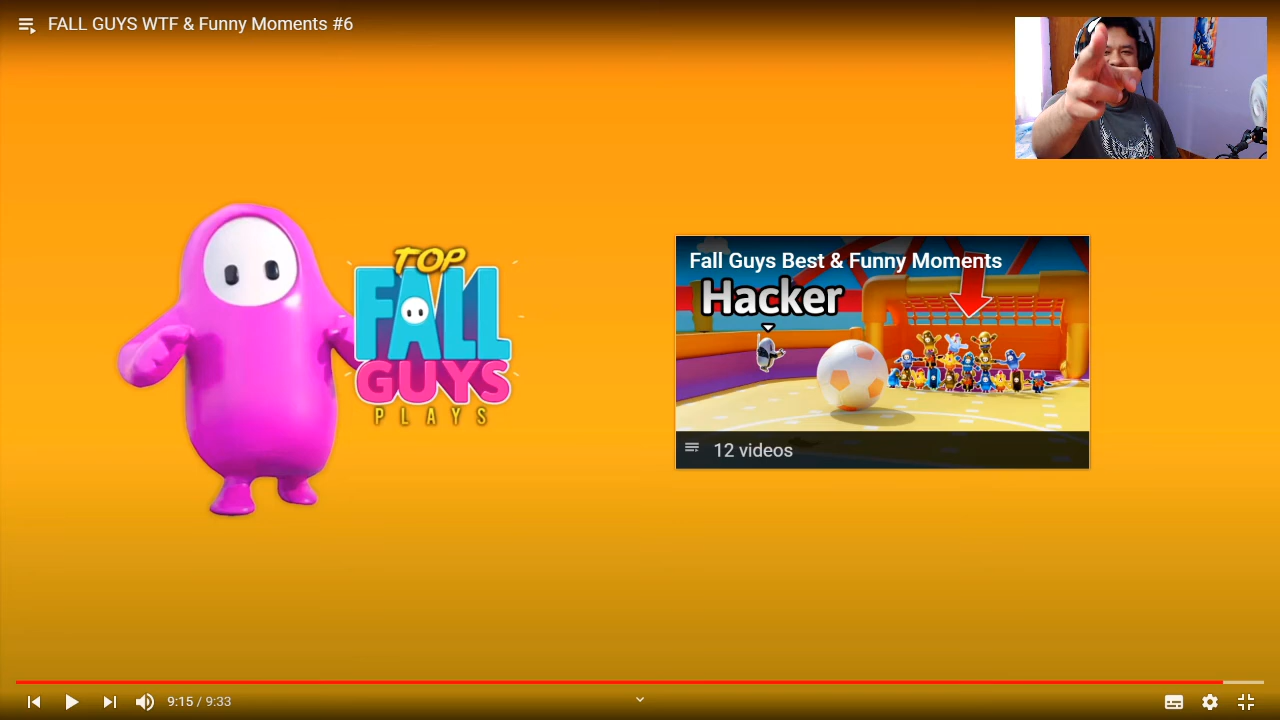 FALL GUYS WTF & Funny Moments #6
TOP
FALL
GUYS
PLAYS
Fall Guys Best & Funny Moments
Hacker
12 videos
9:15 / 9:33